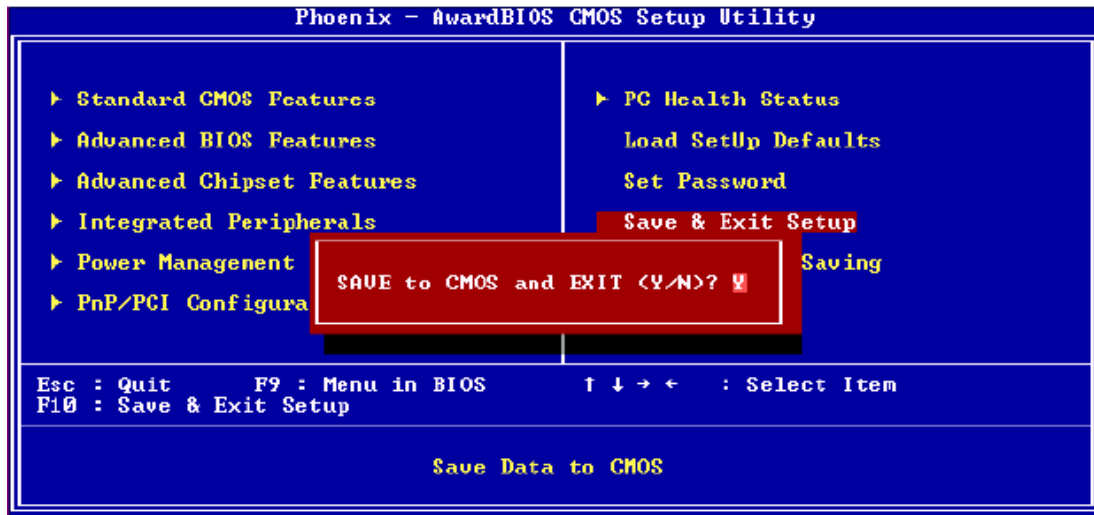 Phoenix - AwardBIOS CMOS Setup Utility
Standard CMOS Features
Advanced BIOS Features
Advanced Chipset Features
Integrated Peripherals
Power Management
PnP/PCI Configura
PC Health Status
Load SetUp Defaults
Set Password
Save & Exit Setup
Saving
SAVE to CMOS and EXIT (Y/N)? Y
Esc : Quit F9 : Menu in BIOS ↑ ↓ → ← : Select Item
F10 : Save & Exit Setup
Save Data to CMOS